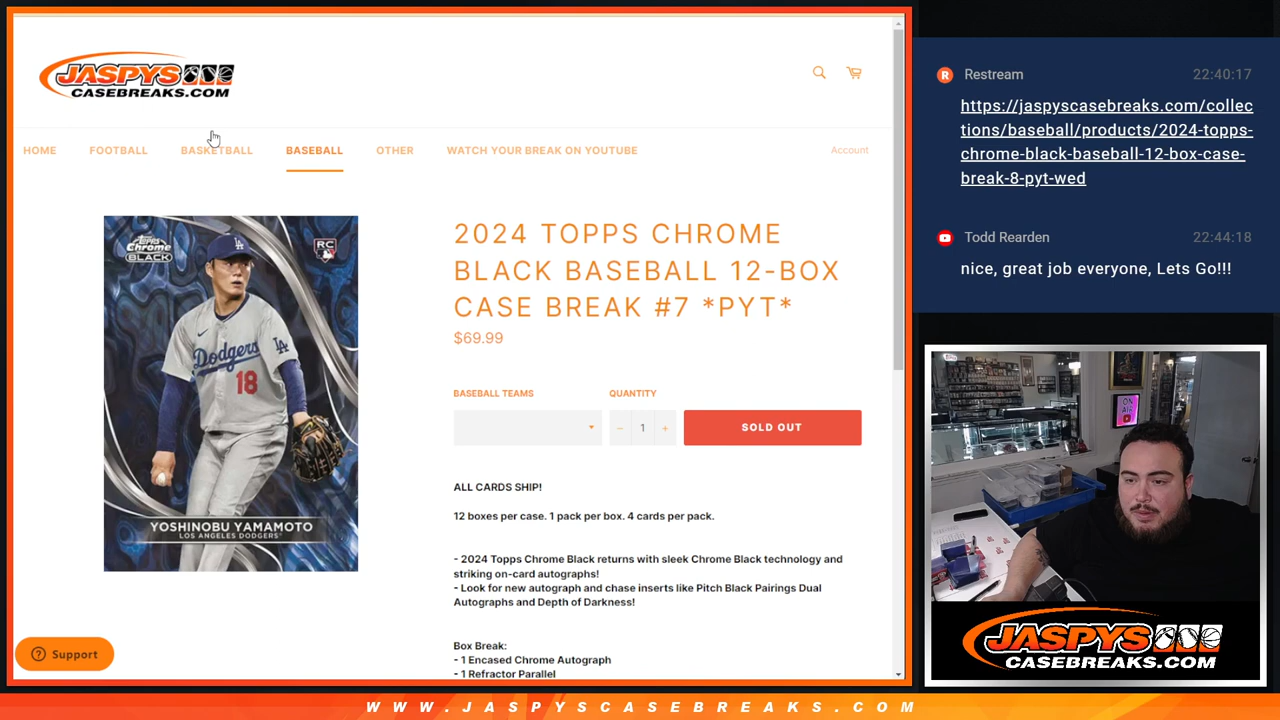 JASPYS
CASEBREAKS.COM
HOME
FOOTBALL
BASKETBALL
BASEBALL
OTHER
WATCH YOUR BREAK ON YOUTUBE
Account
Topps
Chrome
BLACK
RC
Dodgers
18
YOSHINOBU YAMAMOTO
LOS ANGELES DODGERS
2024 TOPPS CHROME
BLACK BASEBALL 12-BOX
CASE BREAK #7 *PYT*
$69.99
BASEBALL TEAMS
QUANTITY
− 1 +
SOLD OUT
ALL CARDS SHIP!
12 boxes per case. 1 pack per box. 4 cards per pack.
- 2024 Topps Chrome Black returns with sleek Chrome Black technology and
striking on-card autographs!
- Look for new autograph and chase inserts like Pitch Black Pairings Dual
Autographs and Depth of Darkness!
Box Break:
- 1 Encased Chrome Autograph
- 1 Refractor Parallel
Support
Restream
22:40:17
https://jaspyscasebreaks.com/collec
tions/baseball/products/2024-topps-
chrome-black-baseball-12-box-case-
break-8-pyt-wed
Todd Rearden
22:44:18
nice, great job everyone, Lets Go!!!
ON
AIR
JASPYS
CASEBREAKS.COM
WWW.JASPYSCASEBREAKS.COM